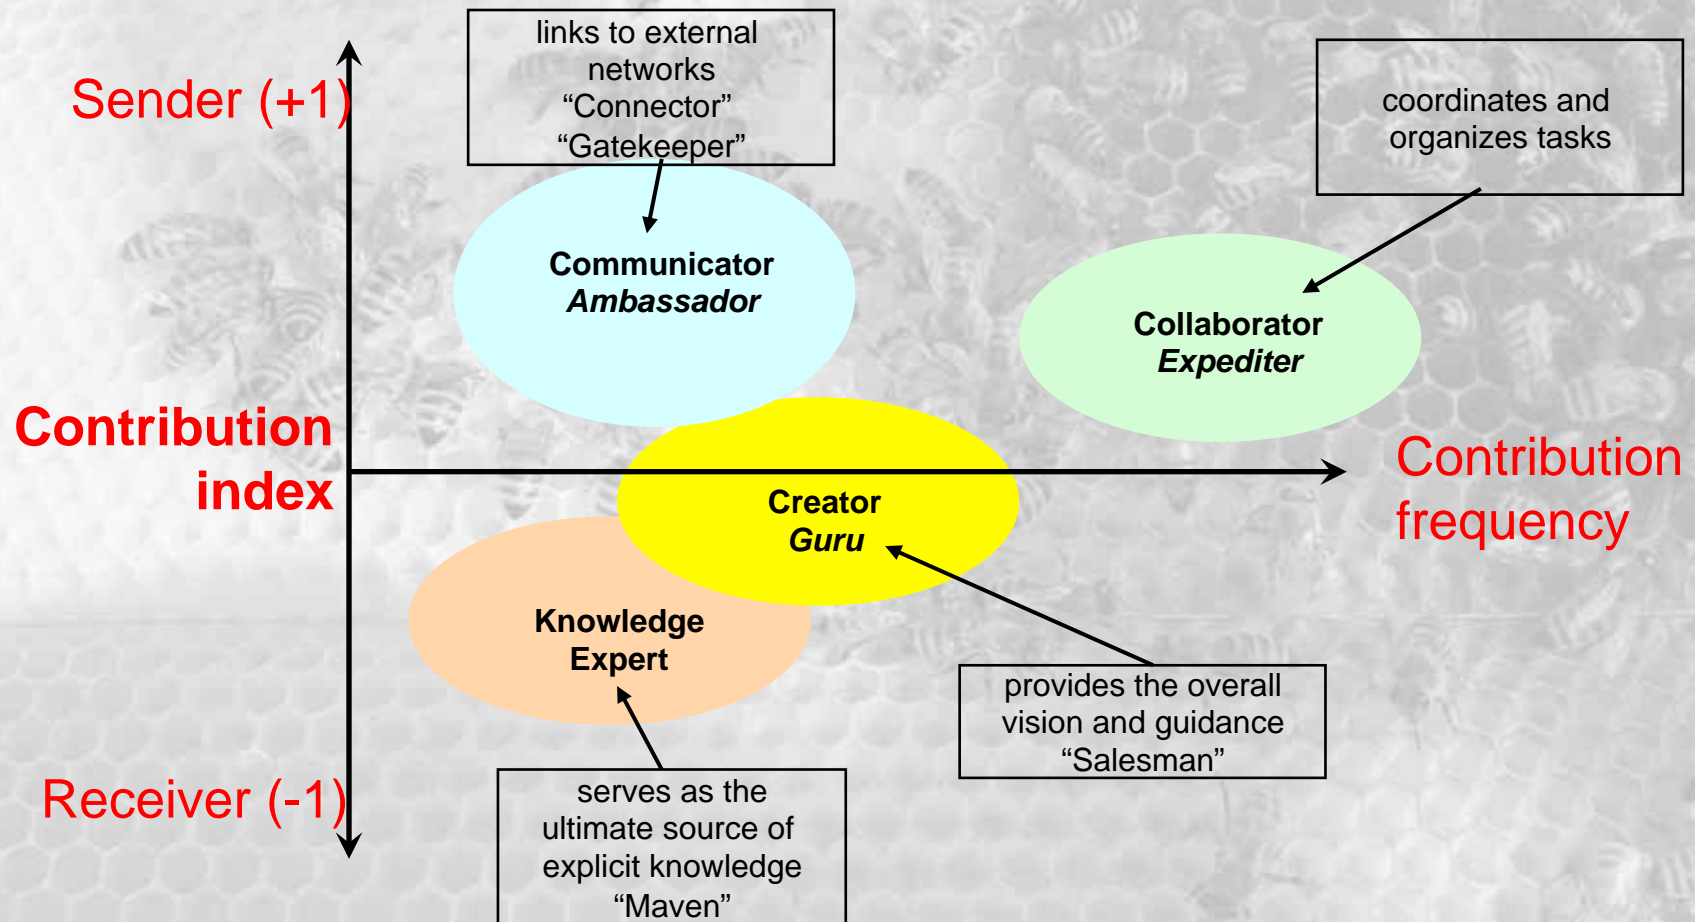 links to external
networks
“Connector”
“Gatekeeper”
coordinates and
organizes tasks
Sender (+1)
Communicator
Ambassador
Collaborator
Expediter
Contribution
index
Contribution
frequency
Creator
Guru
Knowledge
Expert
provides the overall
vision and guidance
“Salesman”
Receiver (-1)
serves as the
ultimate source of
explicit knowledge
“Maven”